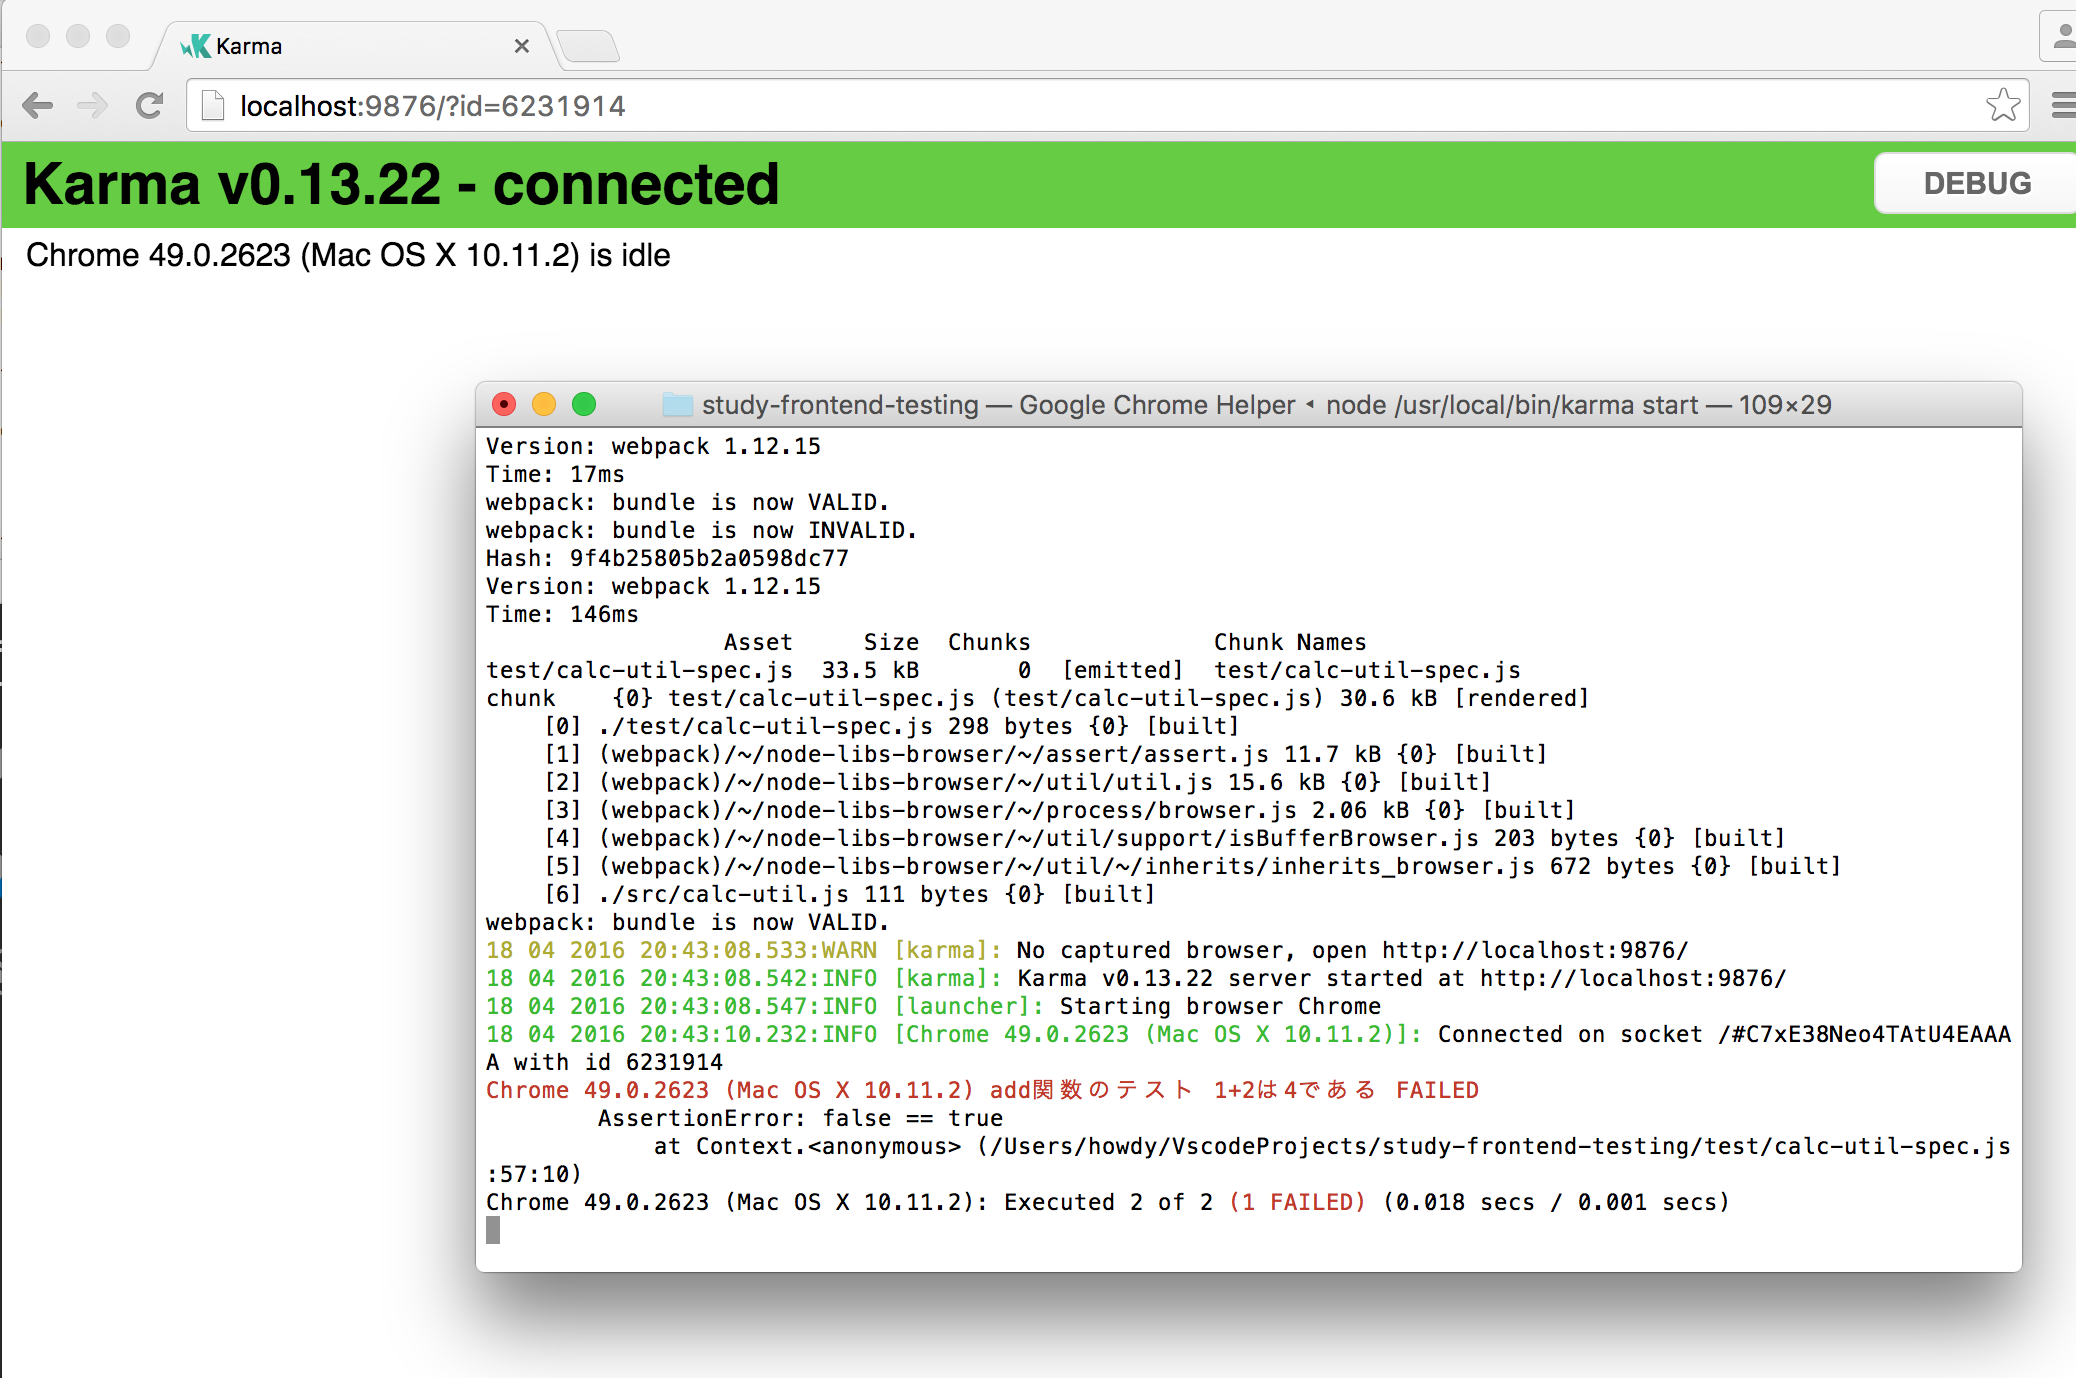 Karma
localhost:9876/?id=6231914
Karma v0.13.22 - connected
DEBUG
Chrome 49.0.2623 (Mac OS X 10.11.2) is idle
study-frontend-testing — Google Chrome Helper ◂ node /usr/local/bin/karma start — 109×29
Version: webpack 1.12.15
Time: 17ms
webpack: bundle is now VALID.
webpack: bundle is now INVALID.
Hash: 9f4b25805b2a0598dc77
Version: webpack 1.12.15
Time: 146ms
Asset Size Chunks Chunk Names
test/calc-util-spec.js 33.5 kB 0 [emitted] test/calc-util-spec.js
chunk {0} test/calc-util-spec.js (test/calc-util-spec.js) 30.6 kB [rendered]
[0] ./test/calc-util-spec.js 298 bytes {0} [built]
[1] (webpack)/~/node-libs-browser/~/assert/assert.js 11.7 kB {0} [built]
[2] (webpack)/~/node-libs-browser/~/util/util.js 15.6 kB {0} [built]
[3] (webpack)/~/node-libs-browser/~/process/browser.js 2.06 kB {0} [built]
[4] (webpack)/~/node-libs-browser/~/util/support/isBufferBrowser.js 203 bytes {0} [built]
[5] (webpack)/~/node-libs-browser/~/util/~/inherits/inherits_browser.js 672 bytes {0} [built]
[6] ./src/calc-util.js 111 bytes {0} [built]
webpack: bundle is now VALID.
18 04 2016 20:43:08.533:WARN [karma]: No captured browser, open http://localhost:9876/
18 04 2016 20:43:08.542:INFO [karma]: Karma v0.13.22 server started at http://localhost:9876/
18 04 2016 20:43:08.547:INFO [launcher]: Starting browser Chrome
18 04 2016 20:43:10.232:INFO [Chrome 49.0.2623 (Mac OS X 10.11.2)]: Connected on socket /#C7xE38Neo4TAtU4EAAA
A with id 6231914
Chrome 49.0.2623 (Mac OS X 10.11.2) add関数のテスト 1+2は4である FAILED
AssertionError: false == true
at Context.<anonymous> (/Users/howdy/VscodeProjects/study-frontend-testing/test/calc-util-spec.js
:57:10)
Chrome 49.0.2623 (Mac OS X 10.11.2): Executed 2 of 2 (1 FAILED) (0.018 secs / 0.001 secs)